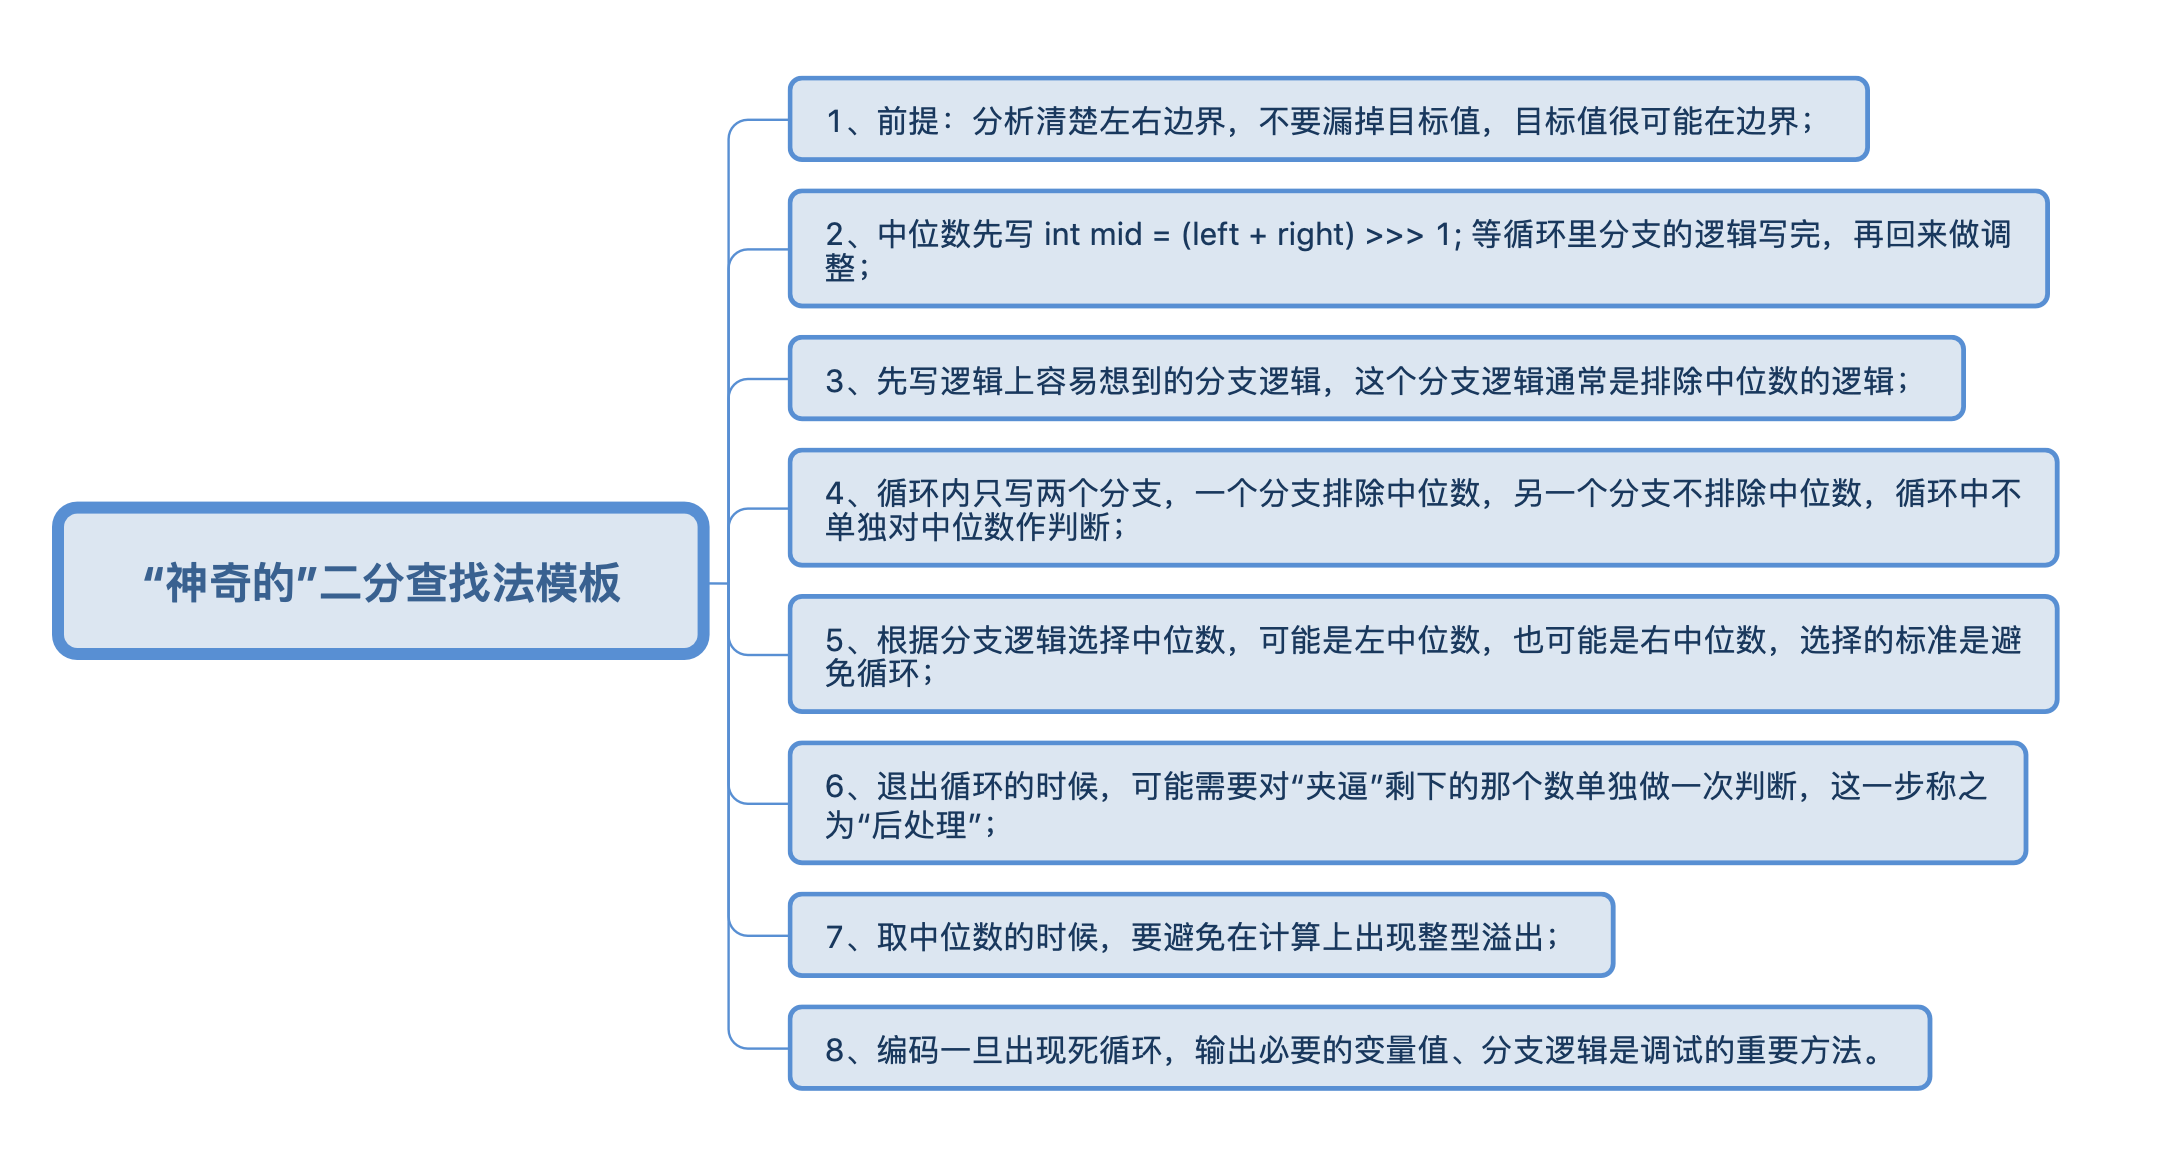 “神奇的”二分查找法模板
1、前提：分析清楚左右边界，不要漏掉目标值，目标值很可能在边界；
2、中位数先写 int mid = (left + right) >>> 1; 等循环里分支的逻辑写完，再回来做调
整；
3、先写逻辑上容易想到的分支逻辑，这个分支逻辑通常是排除中位数的逻辑；
4、循环内只写两个分支，一个分支排除中位数，另一个分支不排除中位数，循环中不
单独对中位数作判断；
5、根据分支逻辑选择中位数，可能是左中位数，也可能是右中位数，选择的标准是避
免循环；
6、退出循环的时候，可能需要对“夹逼”剩下的那个数单独做一次判断，这一步称之
为“后处理”；
7、取中位数的时候，要避免在计算上出现整型溢出；
8、编码一旦出现死循环，输出必要的变量值、分支逻辑是调试的重要方法。